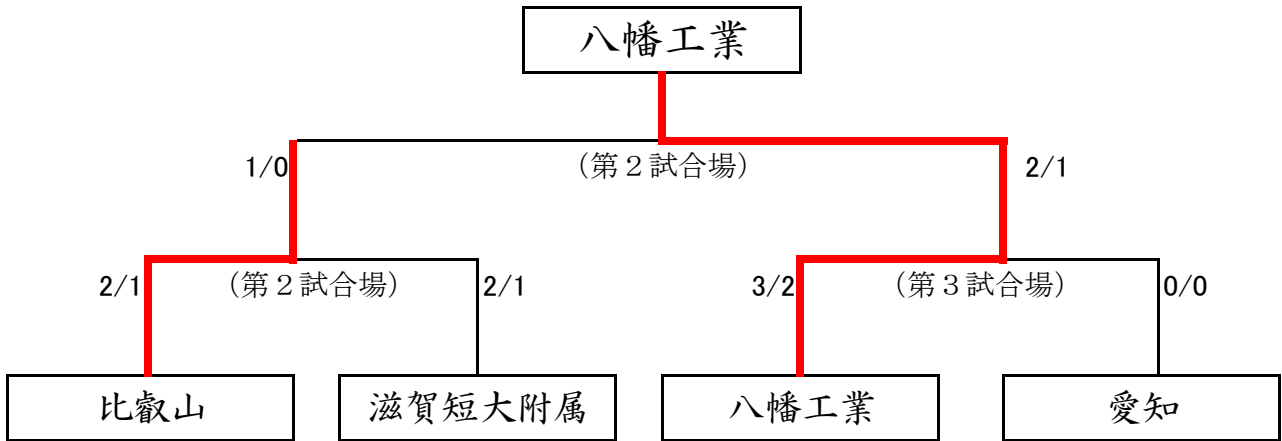 八幡工業
1/0
(第２試合場)
2/1
2/1
(第２試合場)
2/1
3/2
(第３試合場)
0/0
比叡山
滋賀短大附属
八幡工業
愛知